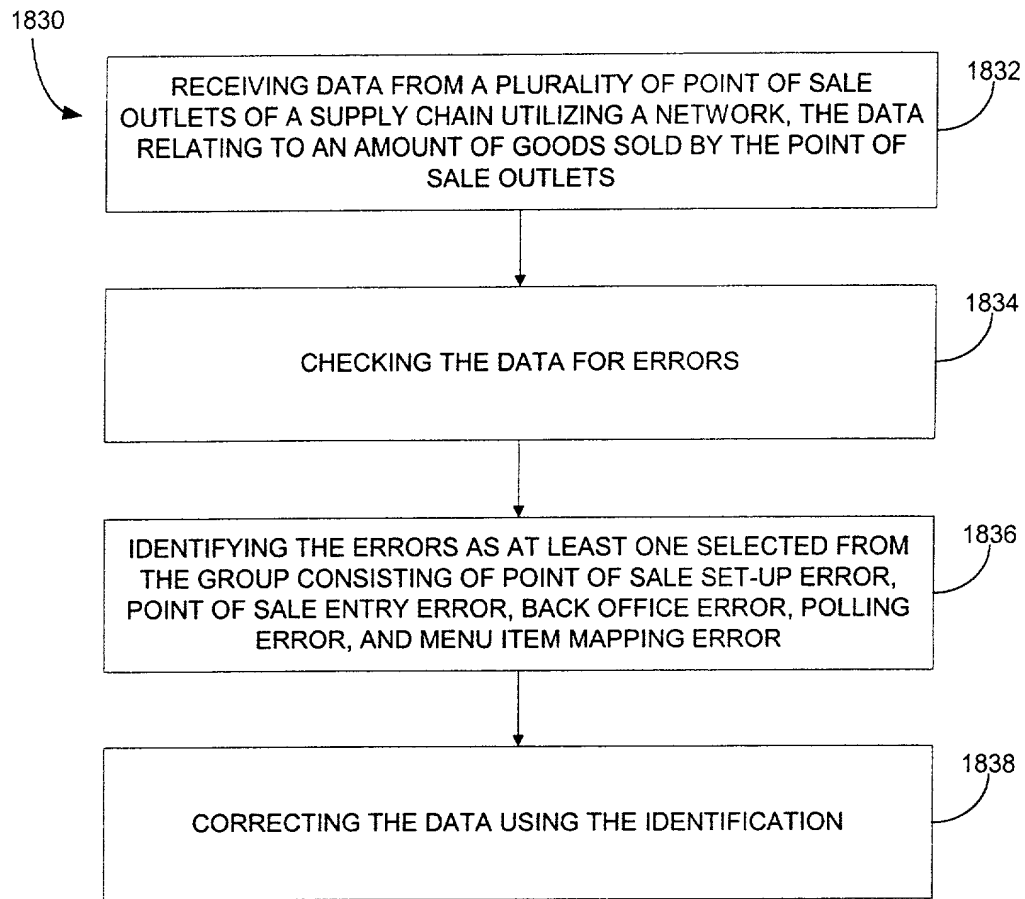 1830
1832
RECEIVING DATA FROM A PLURALITY OF POINT OF SALE
OUTLETS OF A SUPPLY CHAIN UTILIZING A NETWORK, THE DATA
RELATING TO AN AMOUNT OF GOODS SOLD BY THE POINT OF
SALE OUTLETS
1834
CHECKING THE DATA FOR ERRORS
1836
IDENTIFYING THE ERRORS AS AT LEAST ONE SELECTED FROM
THE GROUP CONSISTING OF POINT OF SALE SET-UP ERROR,
POINT OF SALE ENTRY ERROR, BACK OFFICE ERROR, POLLING
ERROR, AND MENU ITEM MAPPING ERROR
1838
CORRECTING THE DATA USING THE IDENTIFICATION